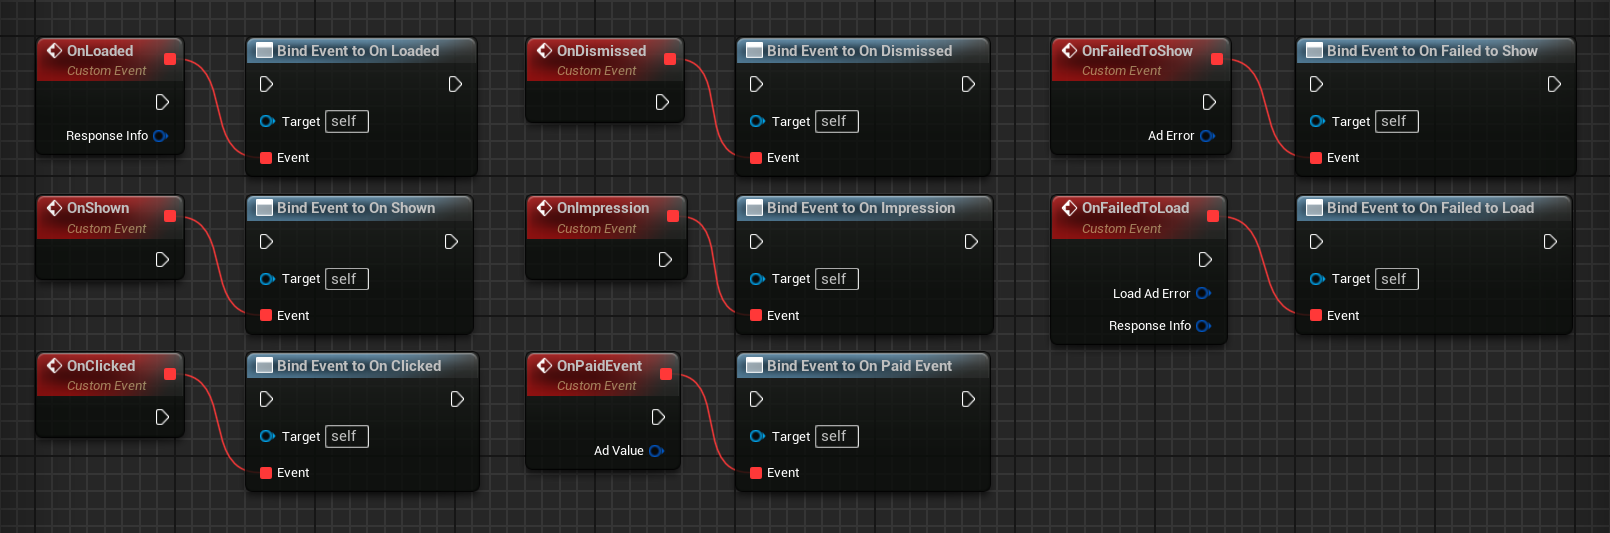 OnLoaded
Custom Event
Response Info
Bind Event to On Loaded
Target self
Event
OnDismissed
Custom Event
Bind Event to On Dismissed
Target self
Event
OnFailedToShow
Custom Event
Ad Error
Bind Event to On Failed to Show
Target self
Event
OnShown
Custom Event
Bind Event to On Shown
Target self
Event
OnImpression
Custom Event
Bind Event to On Impression
Target self
Event
OnFailedToLoad
Custom Event
Load Ad Error
Response Info
Bind Event to On Failed to Load
Target self
Event
OnClicked
Custom Event
Bind Event to On Clicked
Target self
Event
OnPaidEvent
Custom Event
Ad Value
Bind Event to On Paid Event
Target self
Event